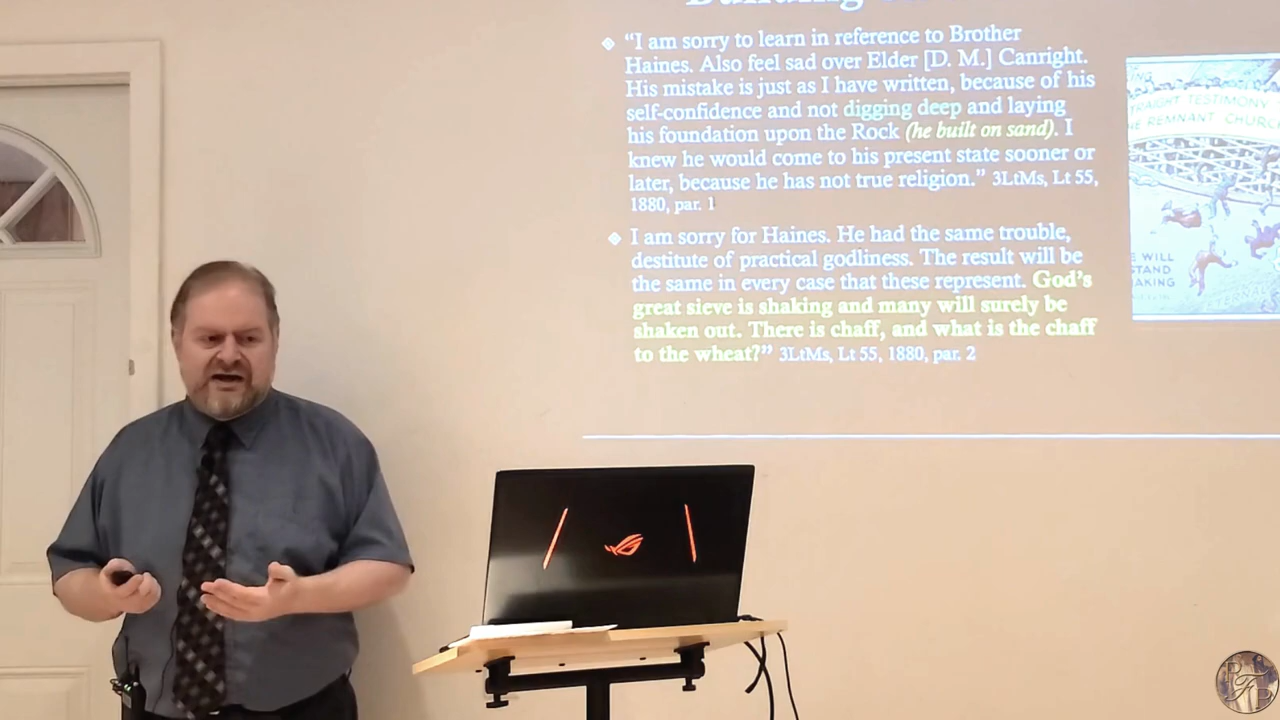 Building
❖ “I am sorry to learn in reference to Brother
Haines. Also feel sad over Elder [D. M.] Canright.
His mistake is just as I have written, because of his
self-confidence and not digging deep and laying
his foundation upon the Rock (he built on sand). I
knew he would come to his present state sooner or
later, because he has not true religion.” 3LtMs, Lt 55,
1880, par. 1
❖ I am sorry for Haines. He had the same trouble,
destitute of practical godliness. The result will be
the same in every case that these represent. God’s
great sieve is shaking and many will surely be
shaken out. There is chaff, and what is the chaff
to the wheat?” 3LtMs, Lt 55, 1880, par. 2
RAIGHT TESTIMONY
HE REMNANT CHURCH
E WILL
STAND
AKING